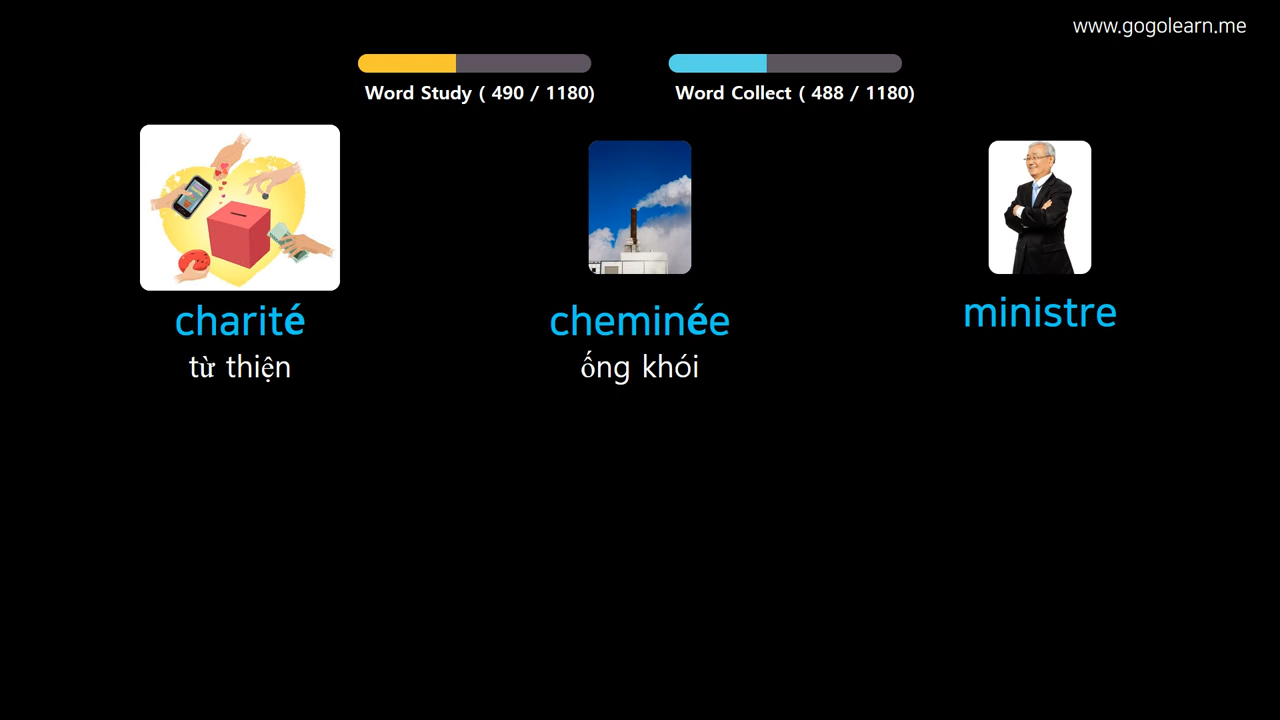 www.gogolearn.me
Word Study ( 490 / 1180)
Word Collect ( 488 / 1180)
charité
cheminée
ministre
từ thiện
ống khói